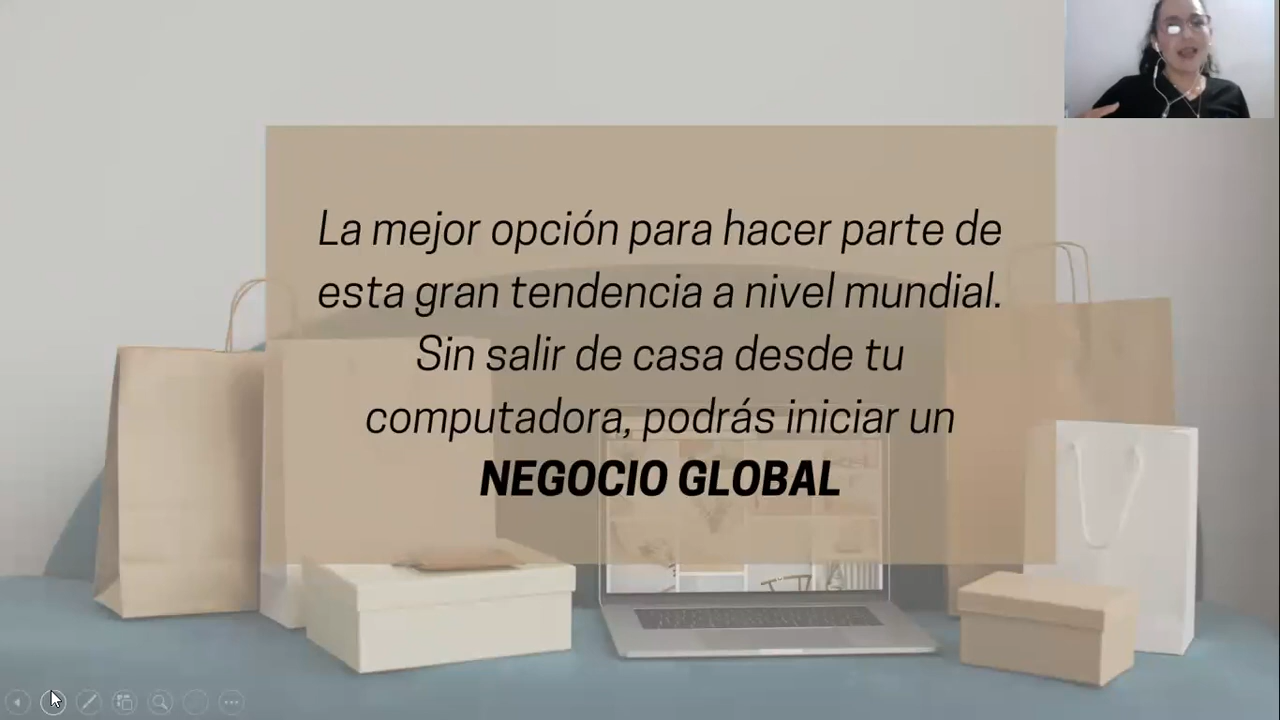 La mejor opción para hacer parte de
esta gran tendencia a nivel mundial.
Sin salir de casa desde tu
computadora, podrás iniciar un
NEGOCIO GLOBAL